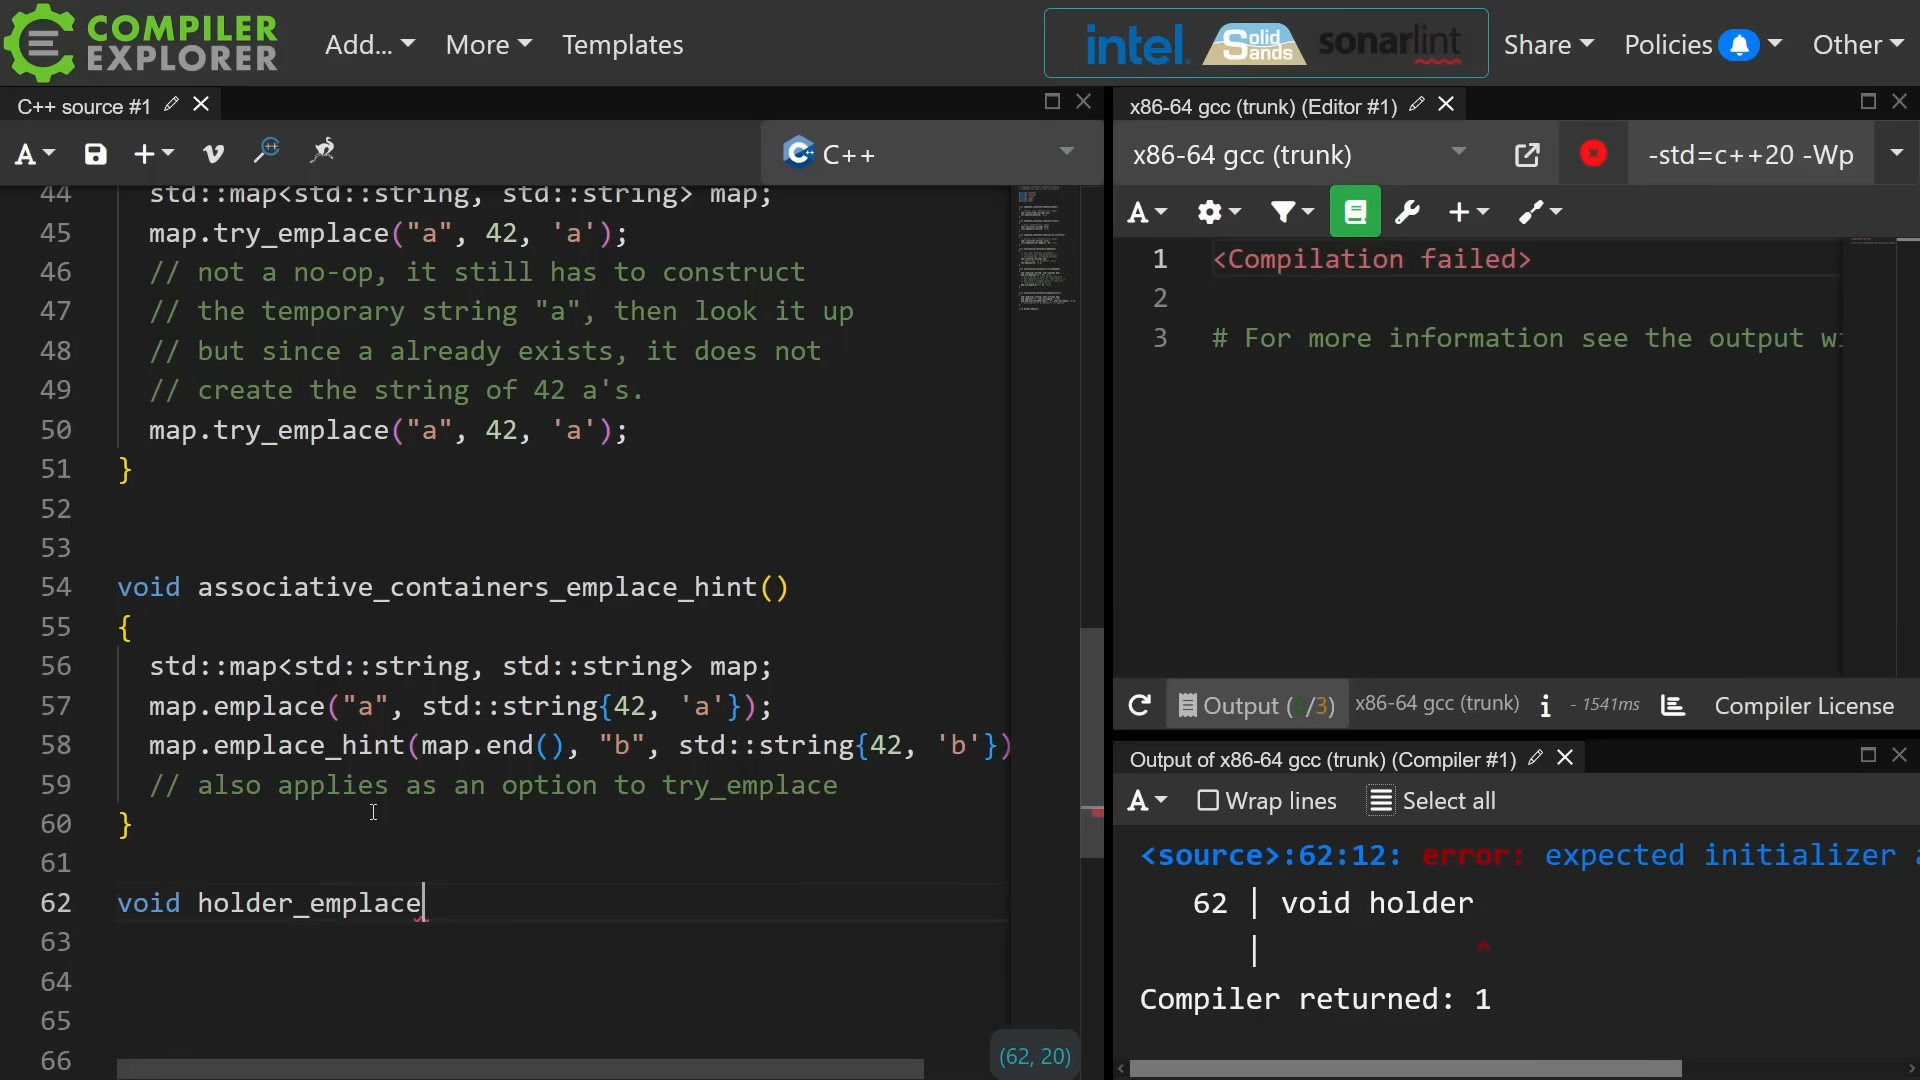 COMPILER
EXPLORER
Add...
More
Templates
intel.
Solid
Sands
sonarlint
Share
Policies
Other
C++ source #1
A
C++
44 std::map<std::string, std::string> map;
45 map.try_emplace("a", 42, 'a');
46 // not a no-op, it still has to construct
47 // the temporary string "a", then look it up
48 // but since a already exists, it does not
49 // create the string of 42 a's.
50 map.try_emplace("a", 42, 'a');
51 }
52
53
54 void associative_containers_emplace_hint()
55 {
56 std::map<std::string, std::string> map;
57 map.emplace("a", std::string{42, 'a'});
58 map.emplace_hint(map.end(), "b", std::string{42, 'b'})
59 // also applies as an option to try_emplace
60 }
61
62 void holder_emplace
63
64
65
66
(62, 20)
x86-64 gcc (trunk) (Editor #1)
x86-64 gcc (trunk)
-std=c++20 -Wp
A
1 <Compilation failed>
2
3 # For more information see the output
Output ( /3)
x86-64 gcc (trunk)
i
- 1541ms
Compiler License
Output of x86-64 gcc (trunk) (Compiler #1)
A
Wrap lines
Select all
<source>:62:12: error: expected initializer
62 | void holder
| ^
Compiler returned: 1